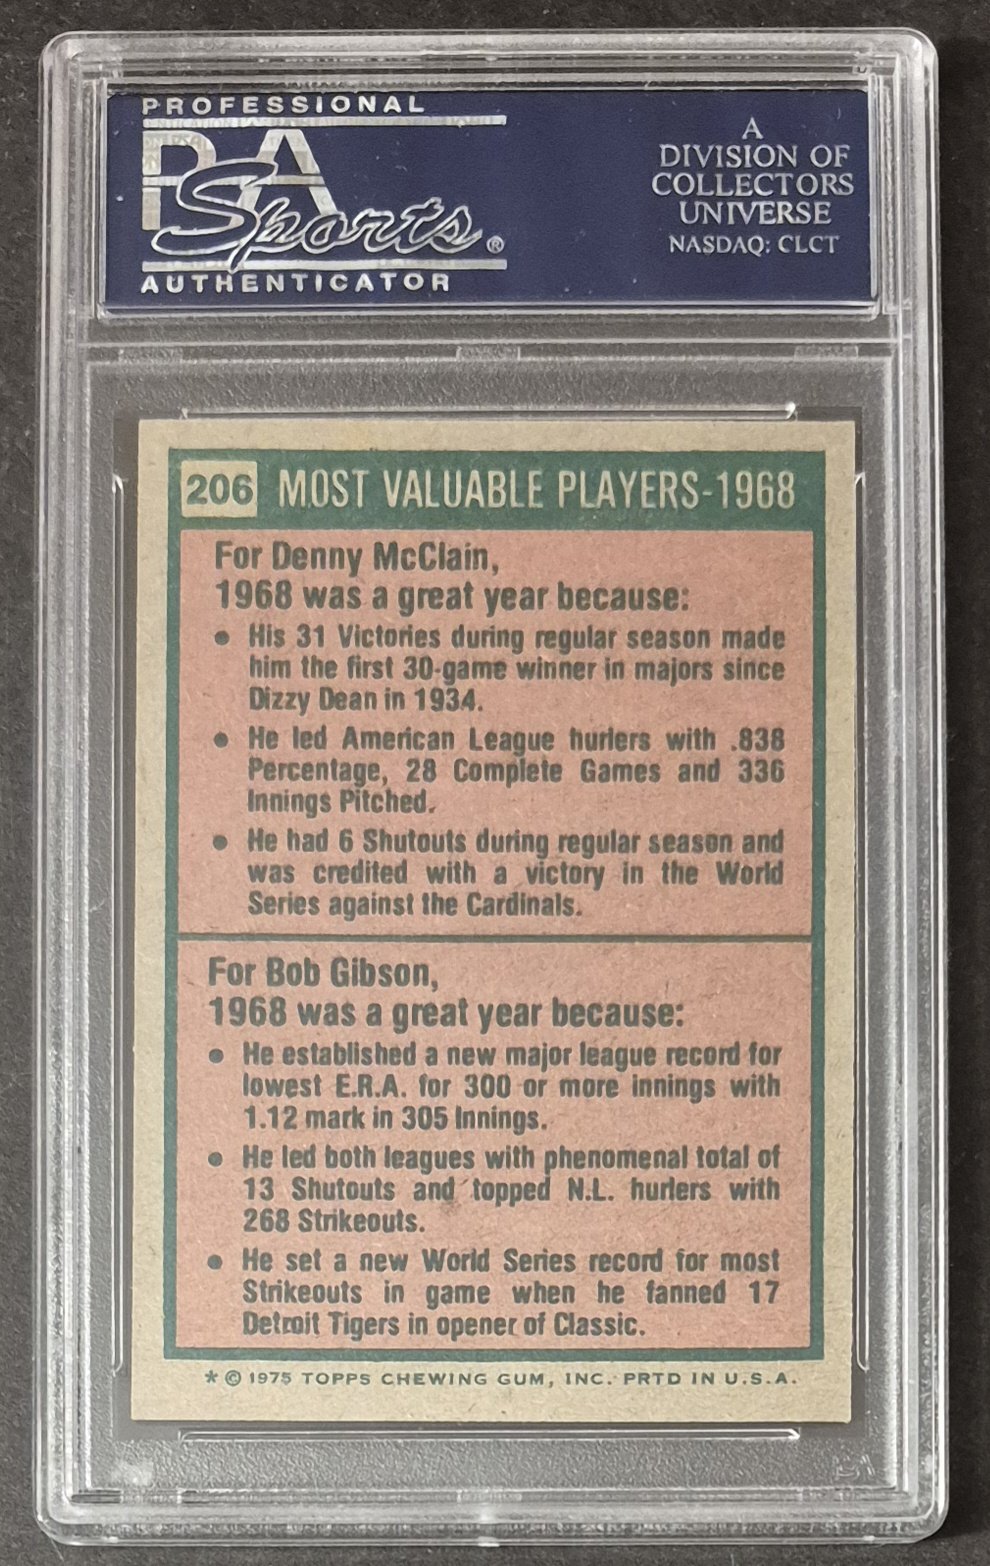 PROFESSIONAL
PSA
Sports®
AUTHENTICATOR
A
DIVISION OF
COLLECTORS
UNIVERSE
NASDAQ: CLCT
206 MOST VALUABLE PLAYERS-1968
For Denny McClain,
1968 was a great year because:
• His 31 Victories during regular season made
him the first 30-game winner in majors since
Dizzy Dean in 1934.
• He led American League hurlers with .838
Percentage, 28 Complete Games and 336
Innings Pitched.
• He had 6 Shutouts during regular season and
was credited with a victory in the World
Series against the Cardinals.
For Bob Gibson,
1968 was a great year because:
• He established a new major league record for
lowest E.R.A. for 300 or more innings with
1.12 mark in 305 Innings.
• He led both leagues with phenomenal total of
13 Shutouts and topped N.L. hurlers with
268 Strikeouts.
• He set a new World Series record for most
Strikeouts in game when he fanned 17
Detroit Tigers in opener of Classic.
* © 1975 TOPPS CHEWING GUM, INC. PRTD IN U.S.A.